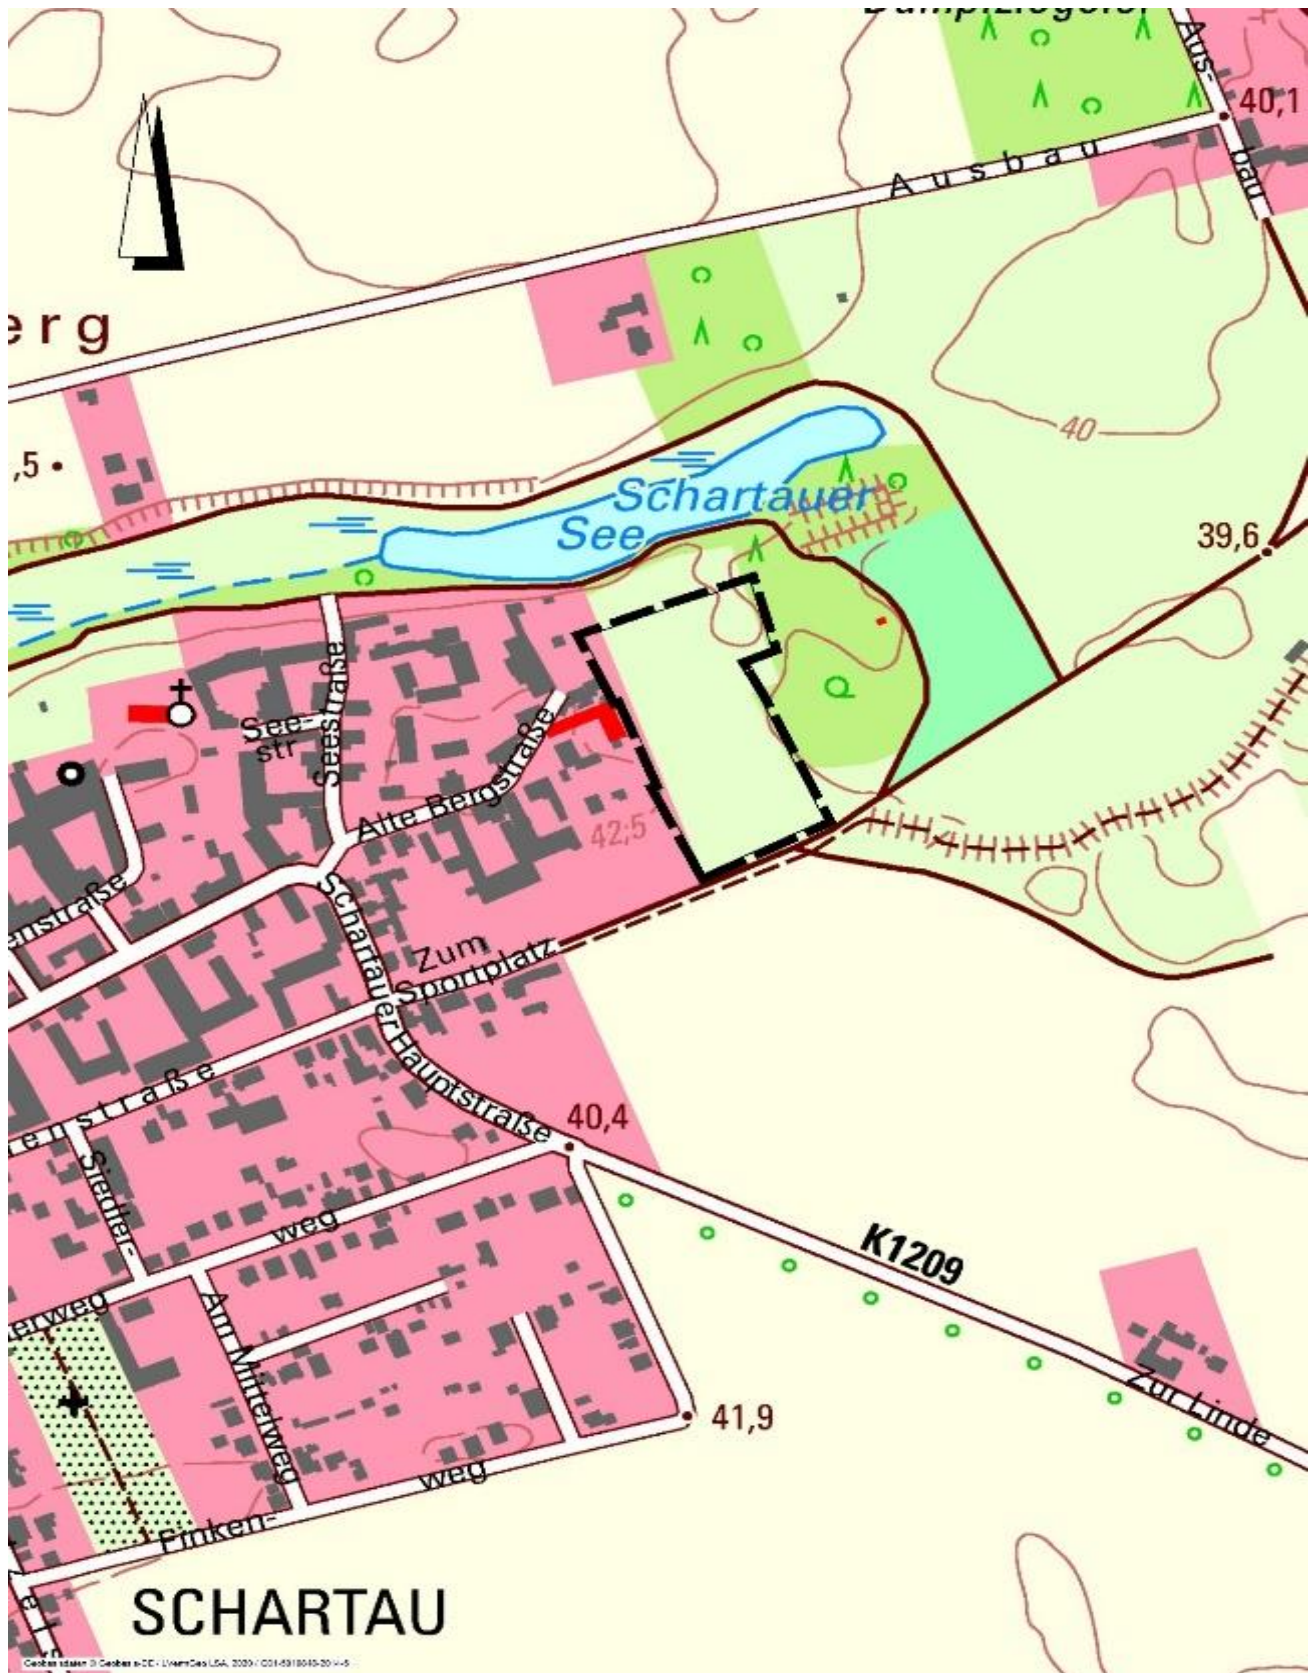 Aus-
40,1
bau
Ausbau
erg
40
,5
Schartauer
See
39,6
See-
str
Seestraße
Alte Bergstraße
42,5
enstraße
Schartauer Hauptstraße
Zum
Sportplatz
enstraße
40,4
Siedler-
weg
K1209
erweg
Am Mittelweg
Zur Linde
41,9
weg
Finken-
SCHARTAU